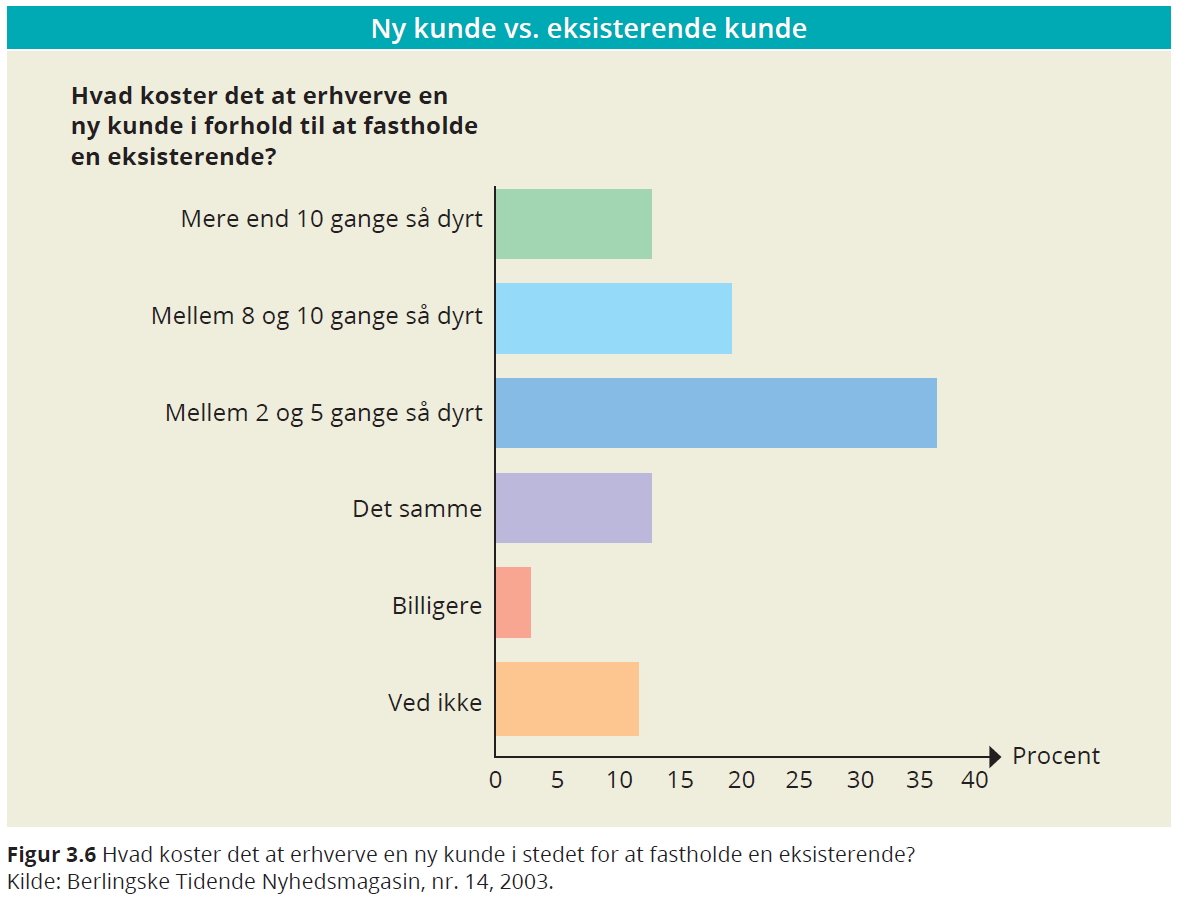 Ny kunde vs. eksisterende kunde
Hvad koster det at erhverve en
ny kunde i forhold til at fastholde
en eksisterende?
Mere end 10 gange så dyrt
Mellem 8 og 10 gange så dyrt
Mellem 2 og 5 gange så dyrt
Det samme
Billigere
Ved ikke
Procent
0 5 10 15 20 25 30 35 40
Figur 3.6 Hvad koster det at erhverve en ny kunde i stedet for at fastholde en eksisterende?
Kilde: Berlingske Tidende Nyhedsmagasin, nr. 14, 2003.